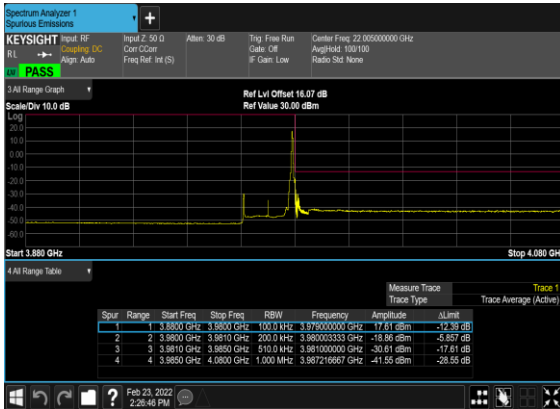 Spectrum Analyzer 1
Spurious Emissions
KEYSIGHT Input: RF Input Z: 50 Ω Atten: 30 dB Trig: Free Run Center Freq: 22.005000000 GHz
RL Coupling: DC Corr CCorr Gate: Off Avg|Hold: 100/100
Align: Auto Freq Ref: Int (S) IF Gain: Low Radio Std: None
PASS
3 All Range Graph
Ref Lvl Offset 16.07 dB
Scale/Div 10.0 dB Ref Value 30.00 dBm
Log
20.0
10.0
0.00
-10.0
-20.0
-30.0
-40.0
-50.0
-60.0
Start 3.880 GHz Stop 4.080 GH
4 All Range Table
Measure Trace Trace 1
Trace Type Trace Average (Active)
Spur Range Start Freq Stop Freq RBW Frequency Amplitude ΔLimit
1 1 3.8800 GHz 3.9800 GHz 100.0 kHz 3.979000000 GHz 17.61 dBm -12.39 dB
2 2 3.9800 GHz 3.9810 GHz 200.0 kHz 3.980003333 GHz -18.86 dBm -5.857 dB
3 3 3.9810 GHz 3.9850 GHz 510.0 kHz 3.981000000 GHz -30.61 dBm -17.61 dB
4 4 3.9850 GHz 4.0800 GHz 1.000 MHz 3.987216667 GHz -41.55 dBm -28.55 dB
Feb 23, 2022
2:26:46 PM